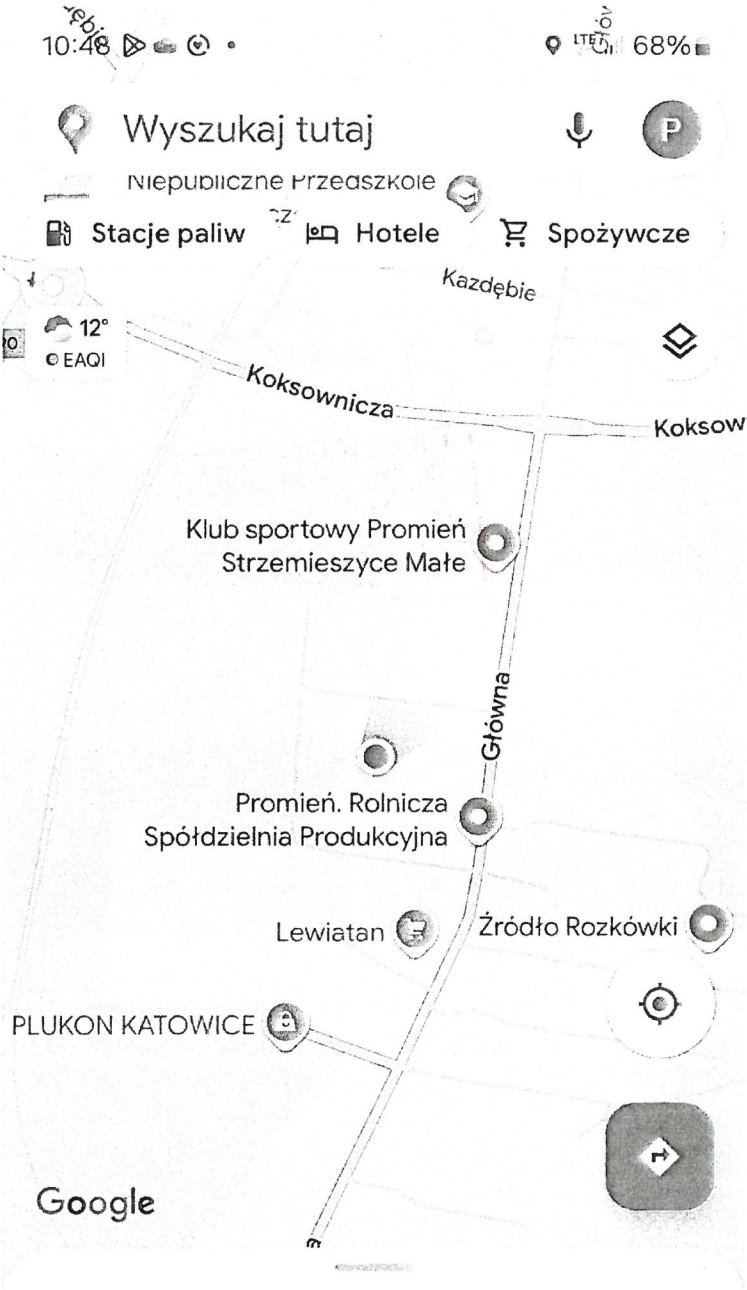 10:48
LTE
68%
Wyszukaj tutaj
P
Niepubliczne Przedszkole
Stacje paliw
Hotele
Spożywcze
Kazdębie
12°
EAQI
Koksownicza
Koksow
Klub sportowy Promień
Strzemieszyce Małe
Główna
Promień. Rolnicza
Spółdzielnia Produkcyjna
Lewiatan
Źródło Rozkówki
PLUKON KATOWICE
Google